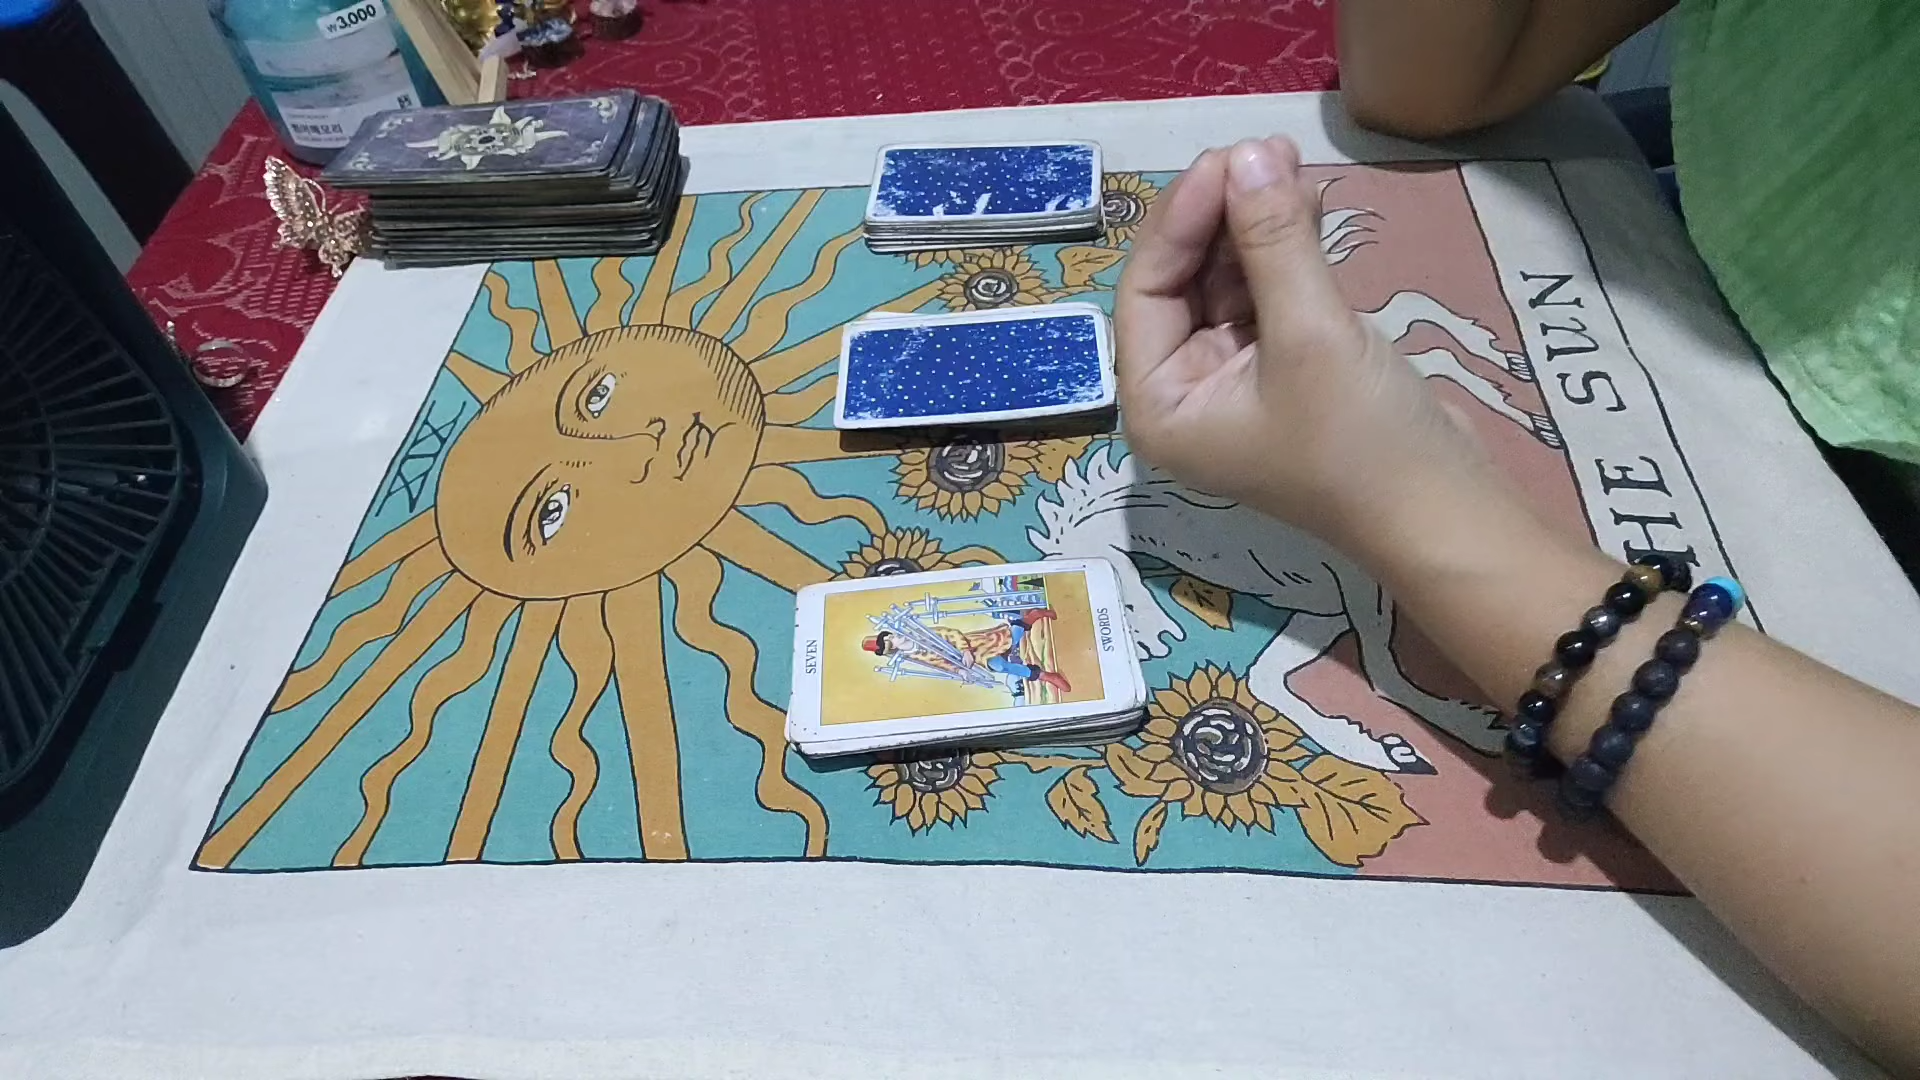 ₩3,000
XIX
THE SUN
SEVEN
SWORDS